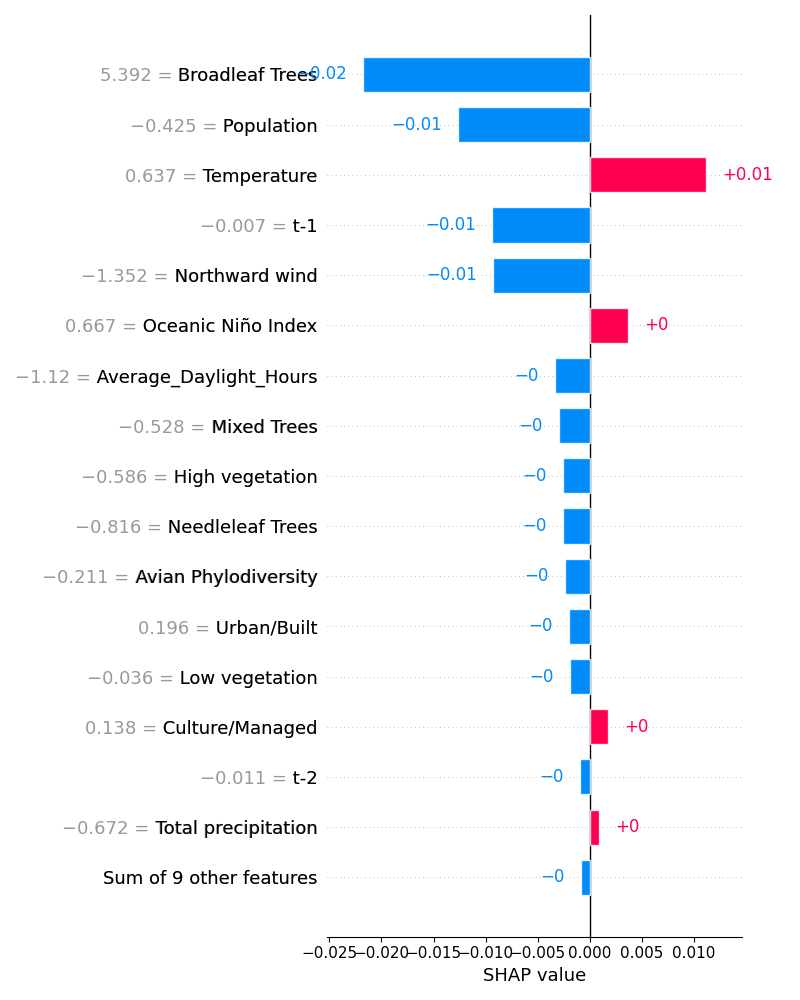 5.392 = Broadleaf Trees −0.02
−0.425 = Population −0.01
0.637 = Temperature +0.01
−0.007 = t-1 −0.01
−1.352 = Northward wind −0.01
0.667 = Oceanic Niño Index +0
−1.12 = Average_Daylight_Hours −0
−0.528 = Mixed Trees −0
−0.586 = High vegetation −0
−0.816 = Needleleaf Trees −0
−0.211 = Avian Phylodiversity −0
0.196 = Urban/Built −0
−0.036 = Low vegetation −0
0.138 = Culture/Managed +0
−0.011 = t-2 −0
−0.672 = Total precipitation +0
Sum of 9 other features −0
−0.025 −0.020 −0.015 −0.010 −0.005 0.000 0.005 0.010
SHAP value